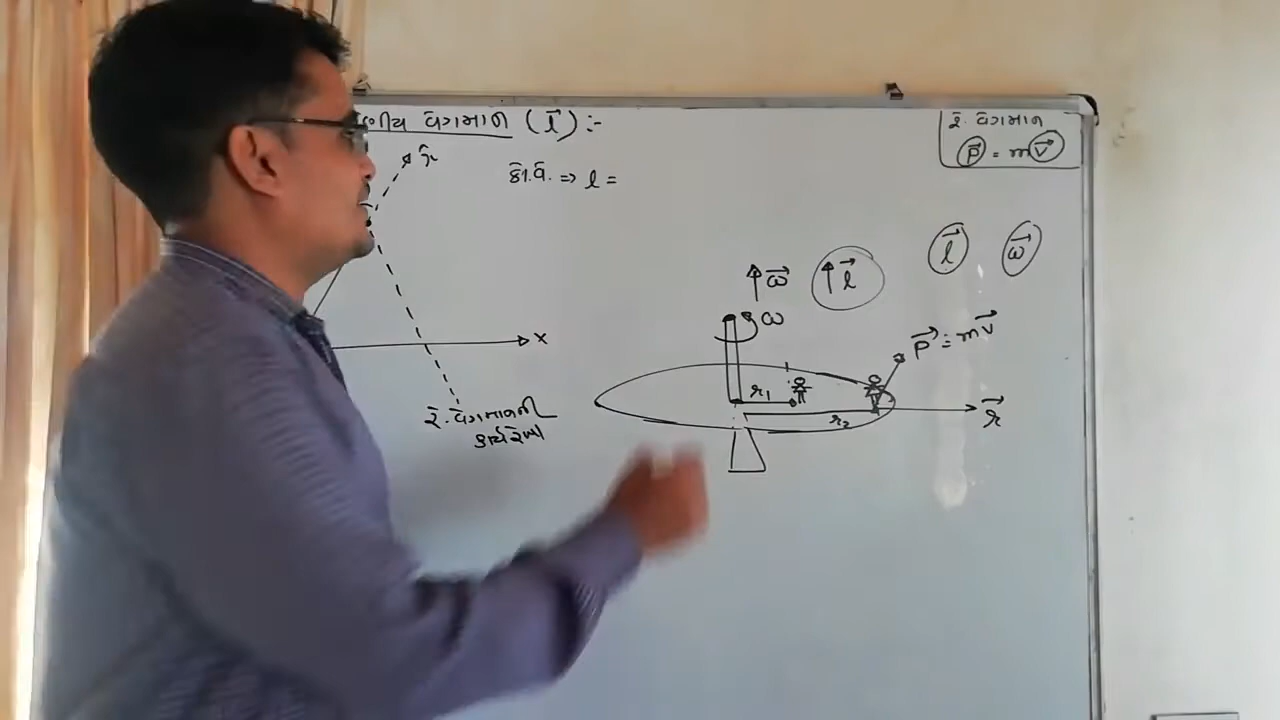 ણીય વેગમાન (l⃗) :-
રે. વેગમાન
p⃗ = mv⃗
કો.વે. ⇒ l =
l⃗ ω⃗
ω⃗ l⃗
ω
p⃗ = mv⃗
x
r₁
r₂
r⃗
રે. વેગમાનની
કાર્યરેખા